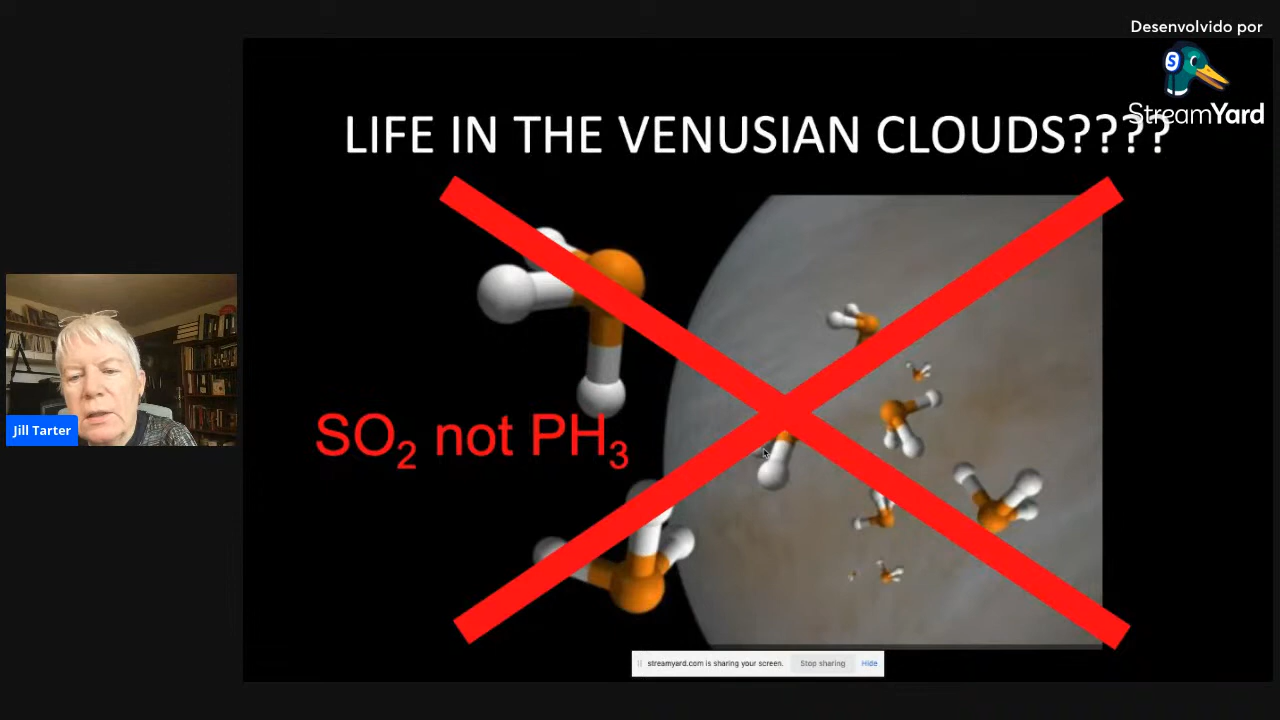 Desenvolvido por
S
StreamYard
LIFE IN THE VENUSIAN CLOUDS????
SO₂ not PH₃
Jill Tarter
streamyard.com is sharing your screen. Stop sharing Hide